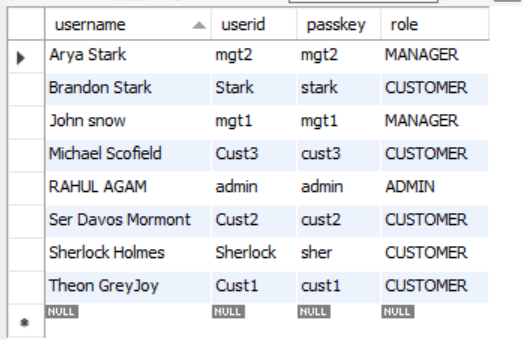 username userid passkey role
Arya Stark mgt2 mgt2 MANAGER
Brandon Stark Stark stark CUSTOMER
John snow mgt1 mgt1 MANAGER
Michael Scofield Cust3 cust3 CUSTOMER
RAHUL AGAM admin admin ADMIN
Ser Davos Mormont Cust2 cust2 CUSTOMER
Sherlock Holmes Sherlock sher CUSTOMER
Theon GreyJoy Cust1 cust1 CUSTOMER
NULL NULL NULL NULL